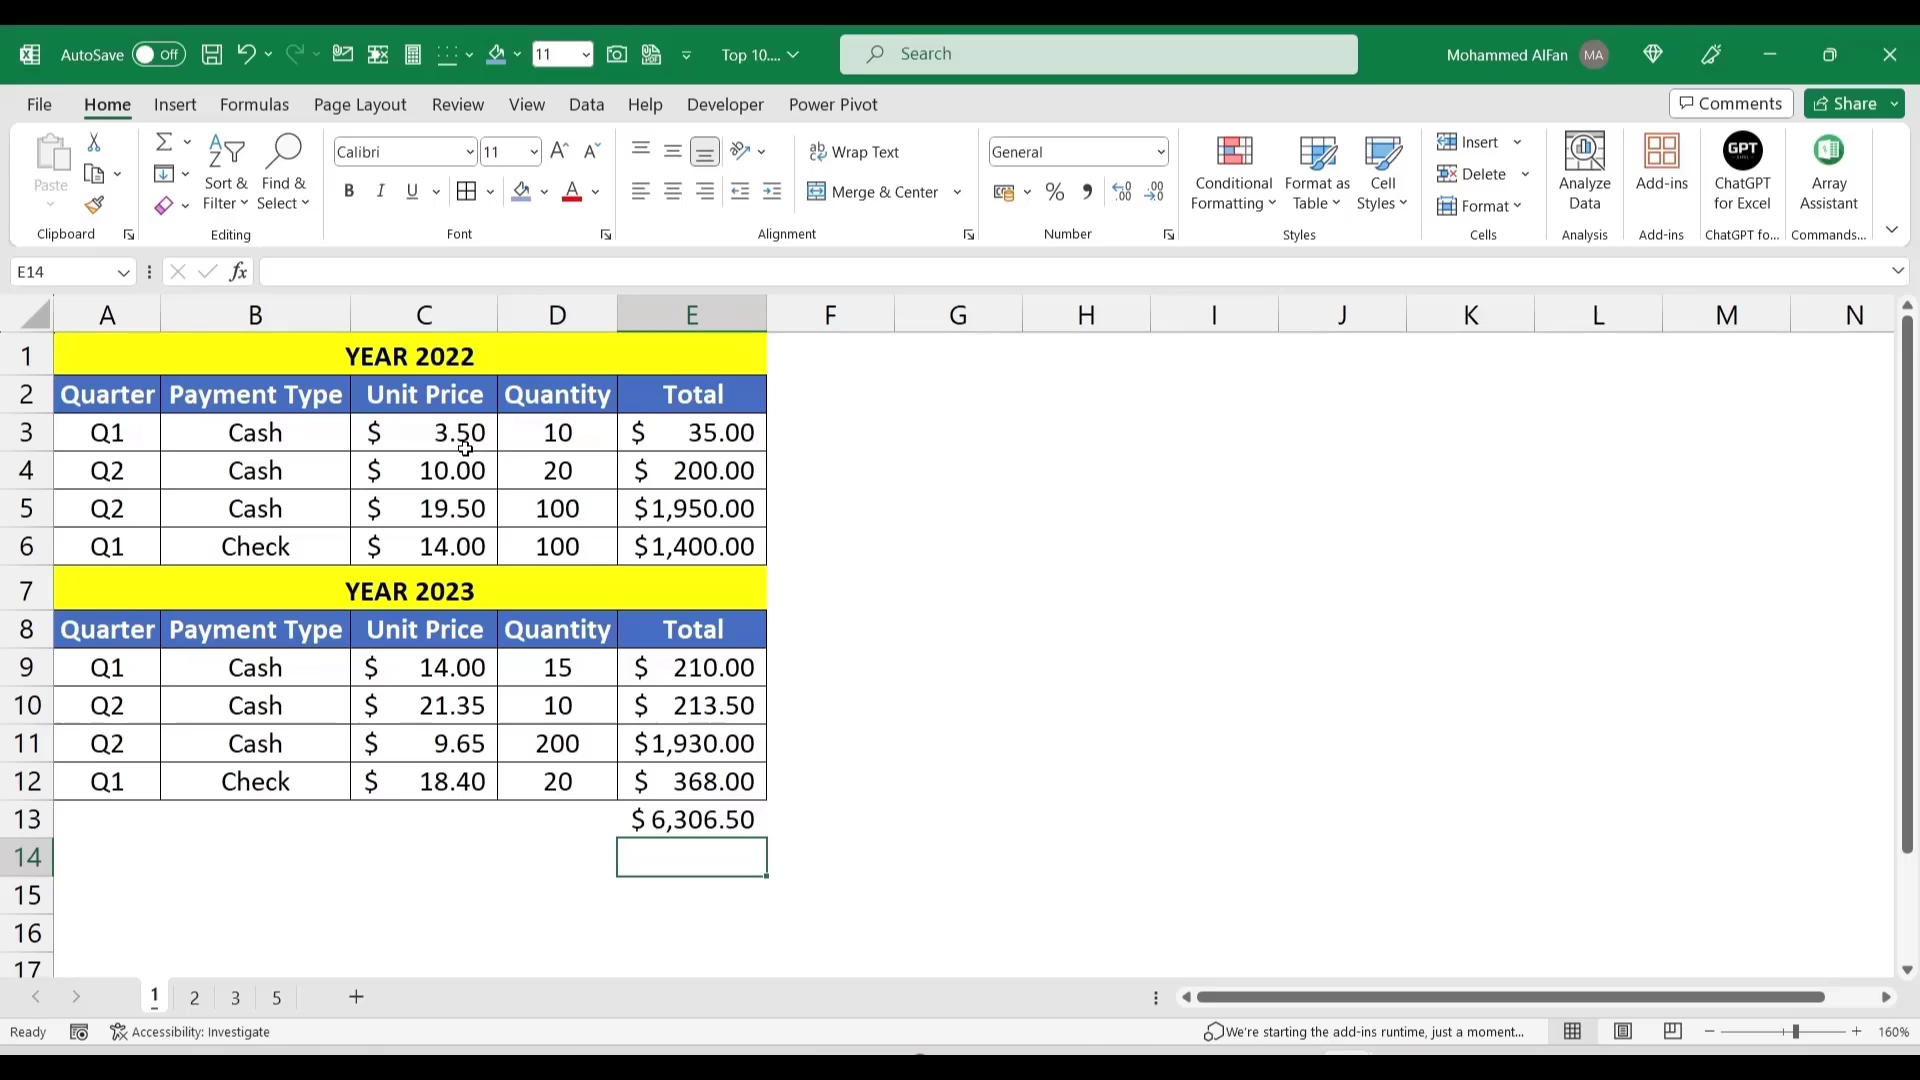 AutoSave Off 11 Top 10.... Search Mohammed AlFan MA
File Home Insert Formulas Page Layout Review View Data Help Developer Power Pivot Comments Share
Paste Calibri 11 Wrap Text General Insert GPT
B I U Merge & Center % Delete
Sort & Filter Find & Select Conditional Formatting Format as Table Cell Styles Format Analyze Data Add-ins ChatGPT for Excel Array Assistant
Clipboard Editing Font Alignment Number Styles Cells Analysis Add-ins ChatGPT fo... Commands...
E14 fx
A B C D E F G H I J K L M N
1 YEAR 2022
2 Quarter Payment Type Unit Price Quantity Total
3 Q1 Cash $ 3.50 10 $ 35.00
4 Q2 Cash $ 10.00 20 $ 200.00
5 Q2 Cash $ 19.50 100 $1,950.00
6 Q1 Check $ 14.00 100 $1,400.00
7 YEAR 2023
8 Quarter Payment Type Unit Price Quantity Total
9 Q1 Cash $ 14.00 15 $ 210.00
10 Q2 Cash $ 21.35 10 $ 213.50
11 Q2 Cash $ 9.65 200 $1,930.00
12 Q1 Check $ 18.40 20 $ 368.00
13 $ 6,306.50
14
15
16
17
1 2 3 5
Ready Accessibility: Investigate We're starting the add-ins runtime, just a moment... 160%